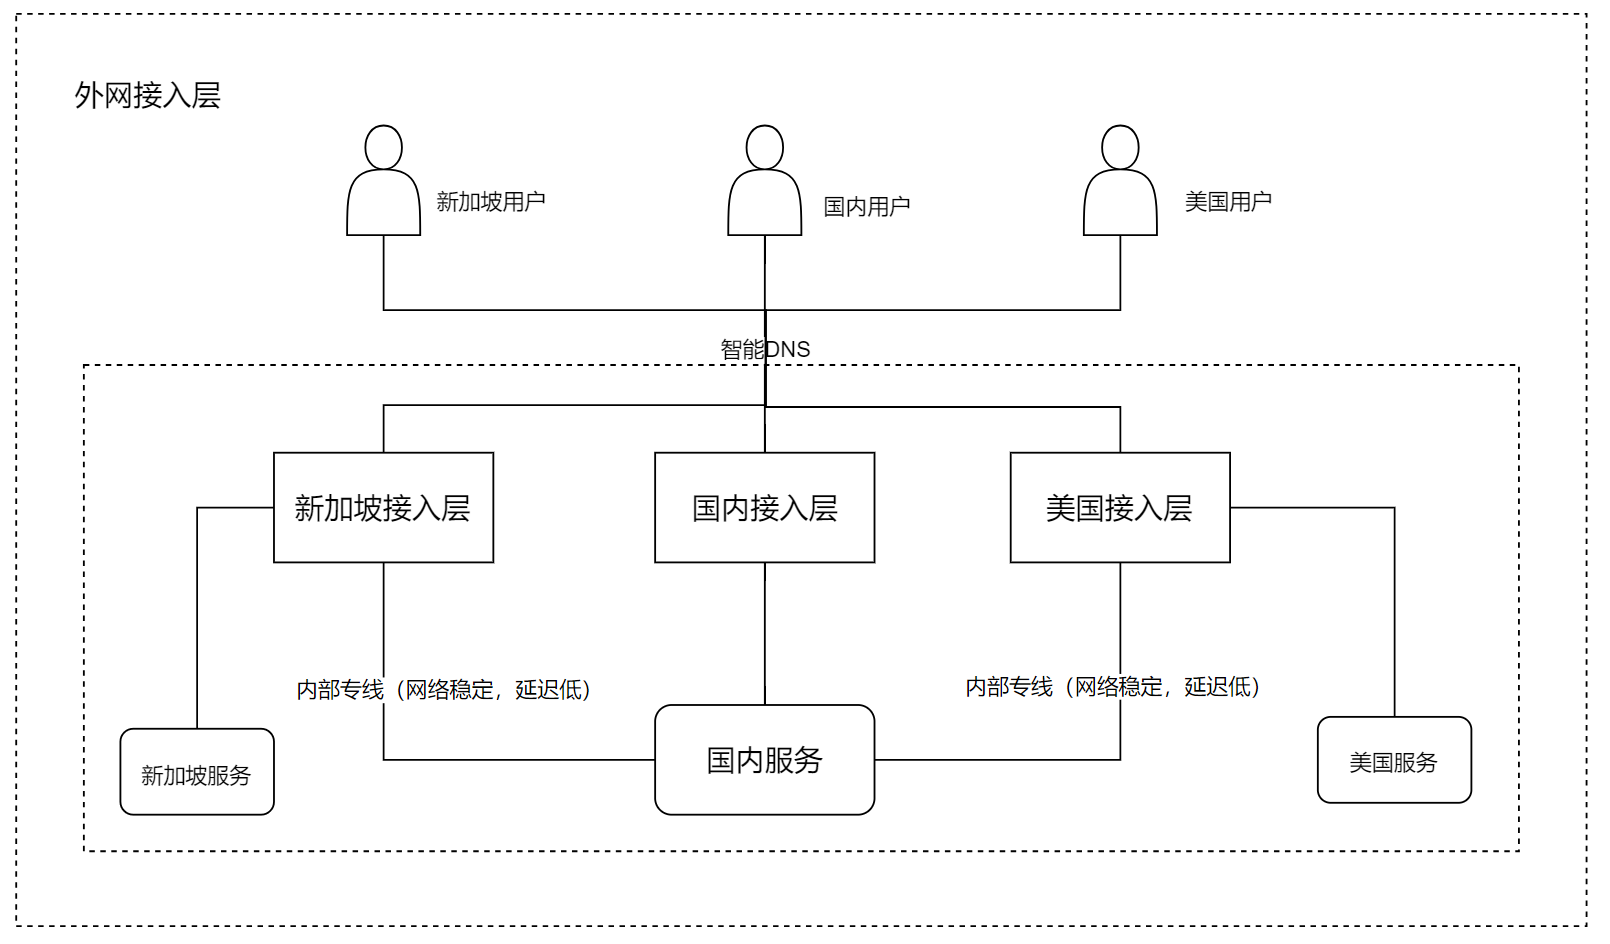 外网接入层
新加坡用户
国内用户
美国用户
智能DNS
新加坡接入层
国内接入层
美国接入层
内部专线（网络稳定，延迟低）
内部专线（网络稳定，延迟低）
新加坡服务
国内服务
美国服务